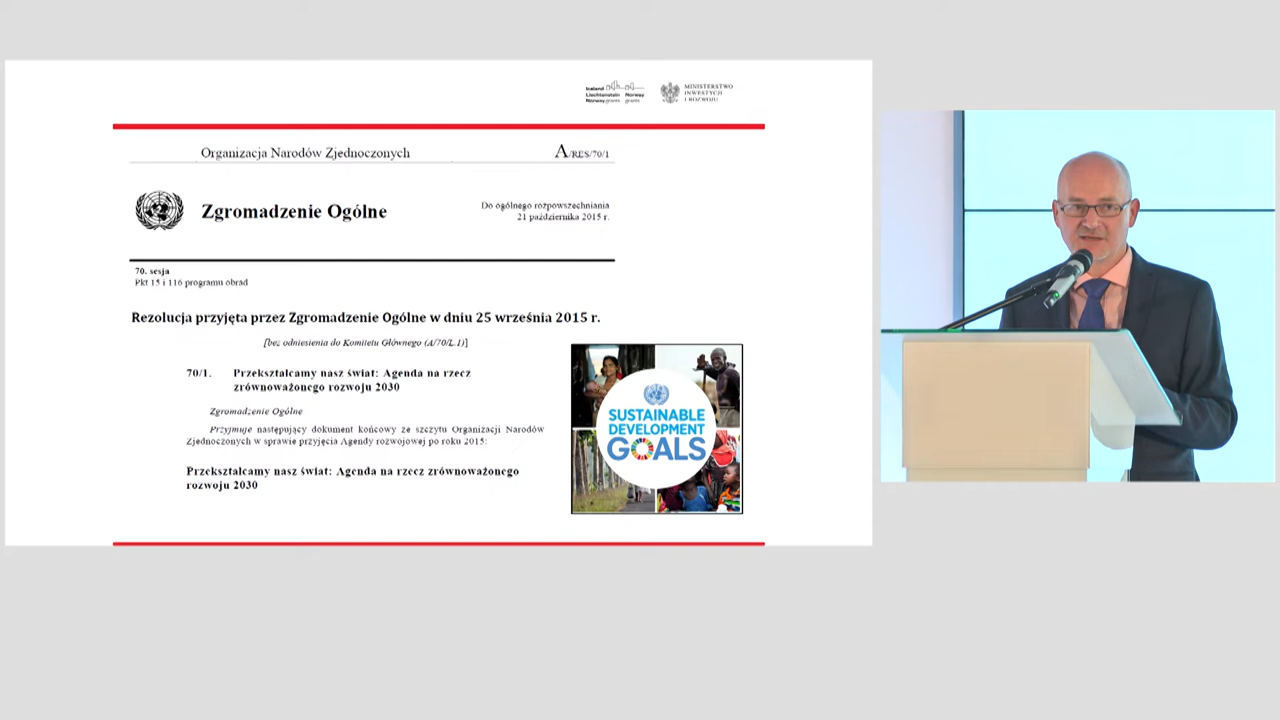 Iceland
Liechtenstein
Norway grants
Norway
grants
MINISTERSTWO
INWESTYCJI
I ROZWOJU
Organizacja Narodów Zjednoczonych
A/RES/70/1
Zgromadzenie Ogólne
Do ogólnego rozpowszechniania
21 października 2015 r.
70. sesja
Pkt 15 i 116 programu obrad
Rezolucja przyjęta przez Zgromadzenie Ogólne w dniu 25 września 2015 r.
[bez odniesienia do Komitetu Głównego (A/70/L.1)]
70/1. Przekształcamy nasz świat: Agenda na rzecz
zrównoważonego rozwoju 2030
Zgromadzenie Ogólne
Przyjmuje następujący dokument końcowy ze szczytu Organizacji Narodów
Zjednoczonych w sprawie przyjęcia Agendy rozwojowej po roku 2015:
Przekształcamy nasz świat: Agenda na rzecz zrównoważonego
rozwoju 2030
SUSTAINABLE
DEVELOPMENT
GOALS